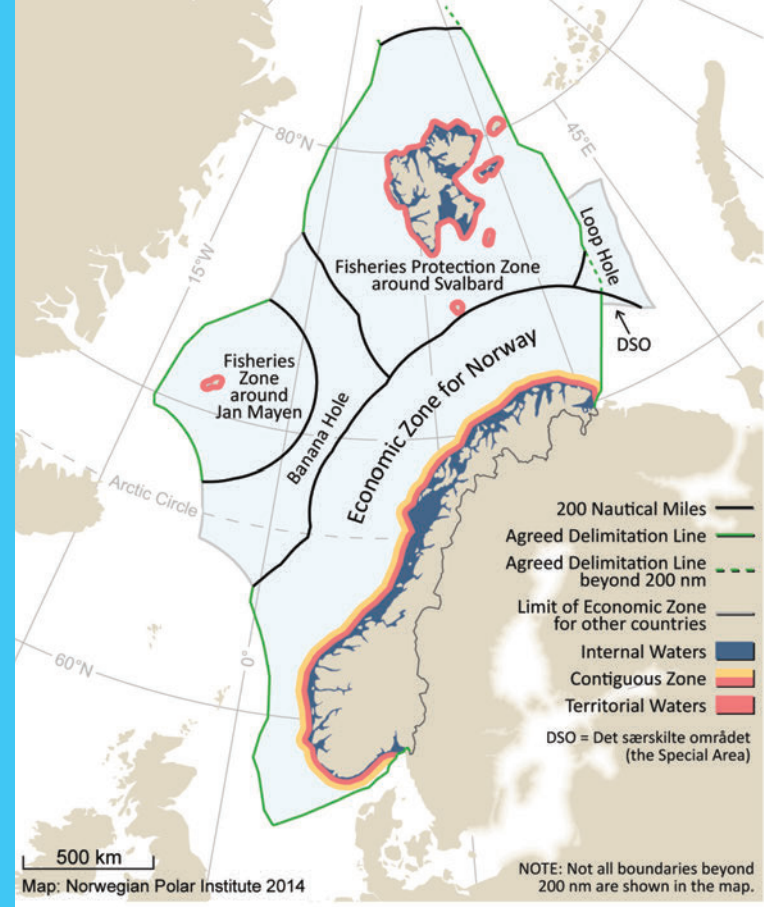 80°N
45°E
15°W
Loop Hole
Fisheries Protection Zone
around Svalbard
DSO
Fisheries
Zone
around
Jan Mayen
Banana Hole
Economic Zone for Norway
Arctic Circle
200 Nautical Miles
Agreed Delimitation Line
Agreed Delimitation Line
beyond 200 nm
Limit of Economic Zone
for other countries
Internal Waters
Contiguous Zone
Territorial Waters
DSO = Det særskilte området
(the Special Area)
60°N
0°
500 km
Map: Norwegian Polar Institute 2014
NOTE: Not all boundaries beyond
200 nm are shown in the map.